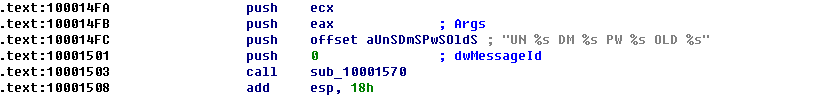 .text:100014FA push ecx
.text:100014FB push eax ; Args
.text:100014FC push offset aUnSDmSPwSOldS ; "UN %s DM %s PW %s OLD %s"
.text:10001501 push 0 ; dwMessageId
.text:10001503 call sub_10001570
.text:10001508 add esp, 18h